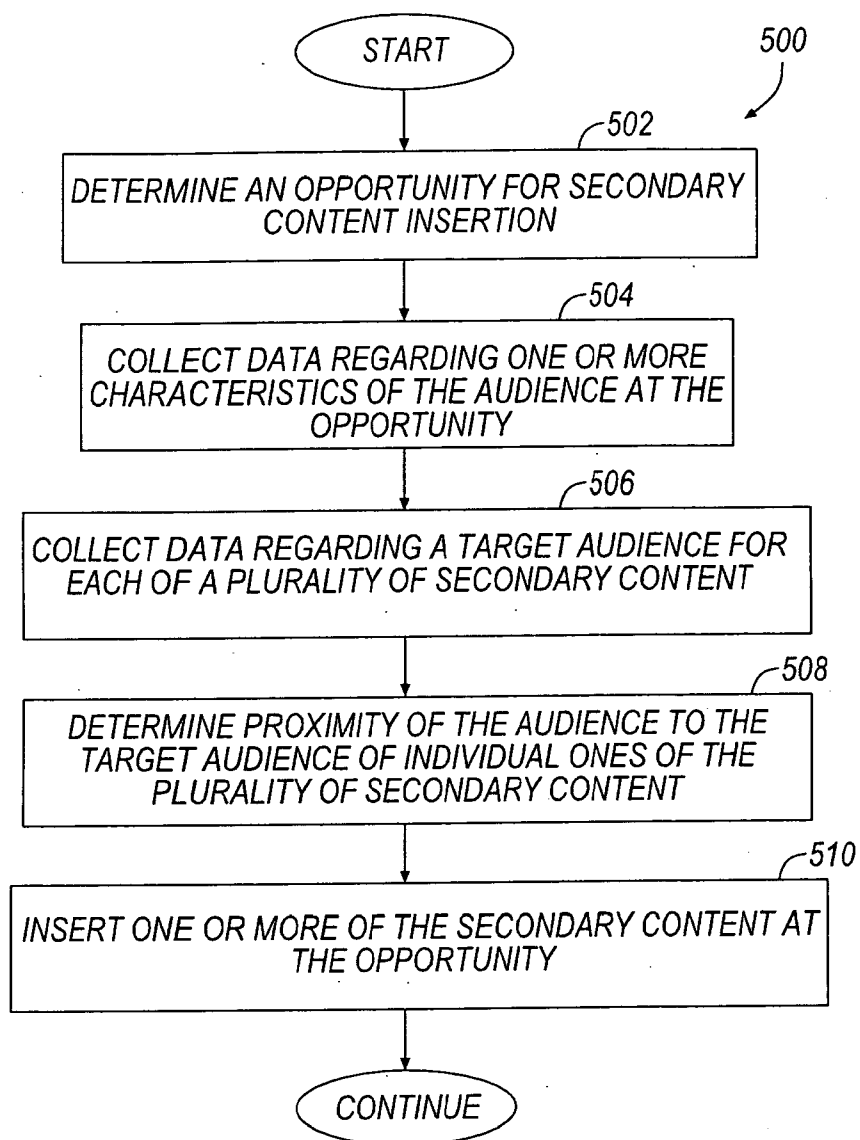 START
500
502
DETERMINE AN OPPORTUNITY FOR SECONDARY
CONTENT INSERTION
504
COLLECT DATA REGARDING ONE OR MORE
CHARACTERISTICS OF THE AUDIENCE AT THE
OPPORTUNITY
506
COLLECT DATA REGARDING A TARGET AUDIENCE FOR
EACH OF A PLURALITY OF SECONDARY CONTENT
508
DETERMINE PROXIMITY OF THE AUDIENCE TO THE
TARGET AUDIENCE OF INDIVIDUAL ONES OF THE
PLURALITY OF SECONDARY CONTENT
510
INSERT ONE OR MORE OF THE SECONDARY CONTENT AT
THE OPPORTUNITY
CONTINUE